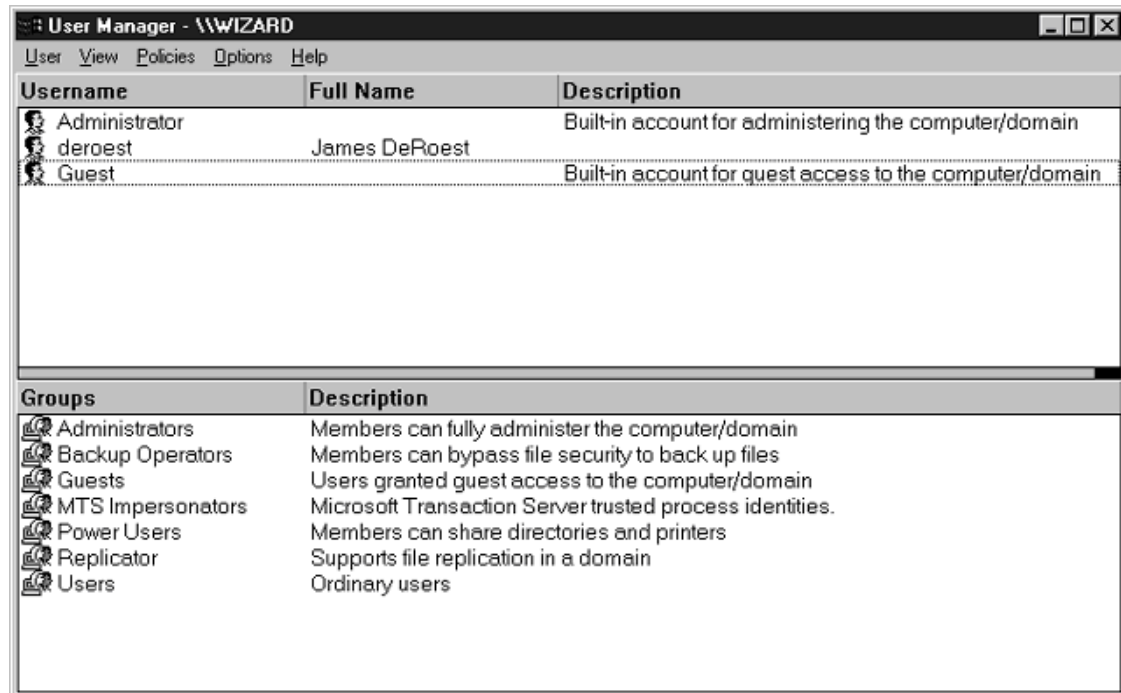 User Manager - \\WIZARD
User View Policies Options Help
Username Full Name Description
Administrator Built-in account for administering the computer/domain
deroest James DeRoest
Guest Built-in account for guest access to the computer/domain
Groups Description
Administrators Members can fully administer the computer/domain
Backup Operators Members can bypass file security to back up files
Guests Users granted guest access to the computer/domain
MTS Impersonators Microsoft Transaction Server trusted process identities.
Power Users Members can share directories and printers
Replicator Supports file replication in a domain
Users Ordinary users